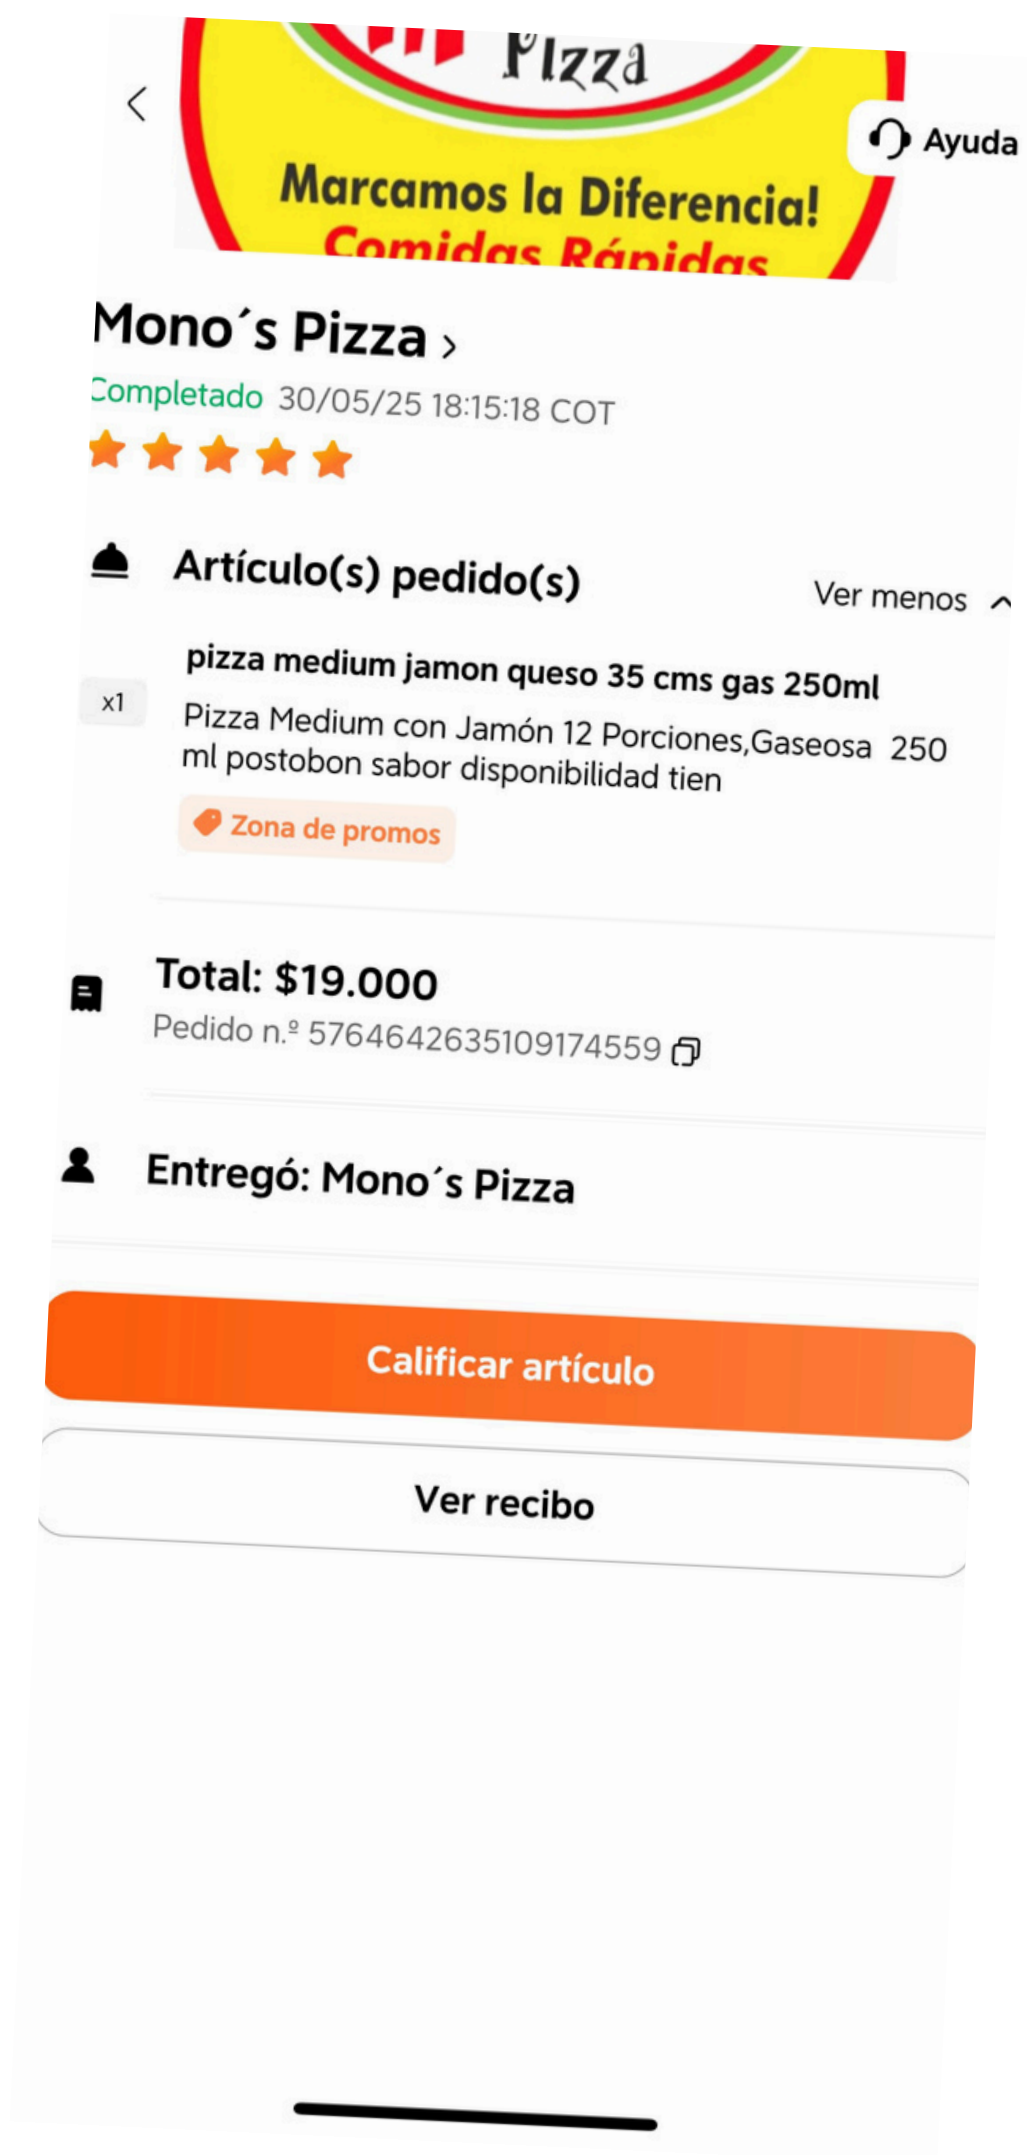 Pizza
Ayuda
Marcamos la Diferencia!
Comidas Rápidas
Mono´s Pizza
Completado 30/05/25 18:15:18 COT
Artículo(s) pedido(s)
Ver menos
pizza medium jamon queso 35 cms gas 250ml
x1
Pizza Medium con Jamón 12 Porciones,Gaseosa 250
ml postobon sabor disponibilidad tien
Zona de promos
Total: $19.000
Pedido n.º 5764642635109174559
Entregó: Mono´s Pizza
Calificar artículo
Ver recibo